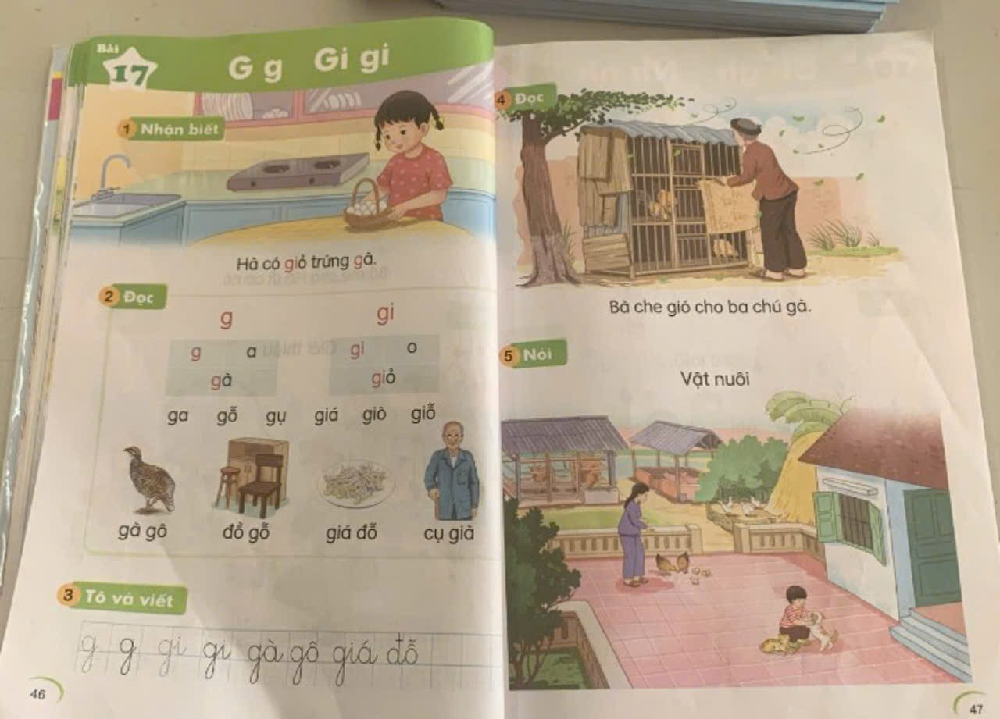 Bài
17
G g Gi gi
1 Nhận biết
Hà có giỏ trứng gà.
2 Đọc
g gi
g a gi o
gà giỏ
ga gỗ gụ giá giò giỗ
gà gô đồ gỗ giá đỗ cụ già
3 Tô và viết
g g gi gi gà gô giá đỗ
46
4 Đọc
Bà che gió cho ba chú gà.
5 Nói
Vật nuôi
47